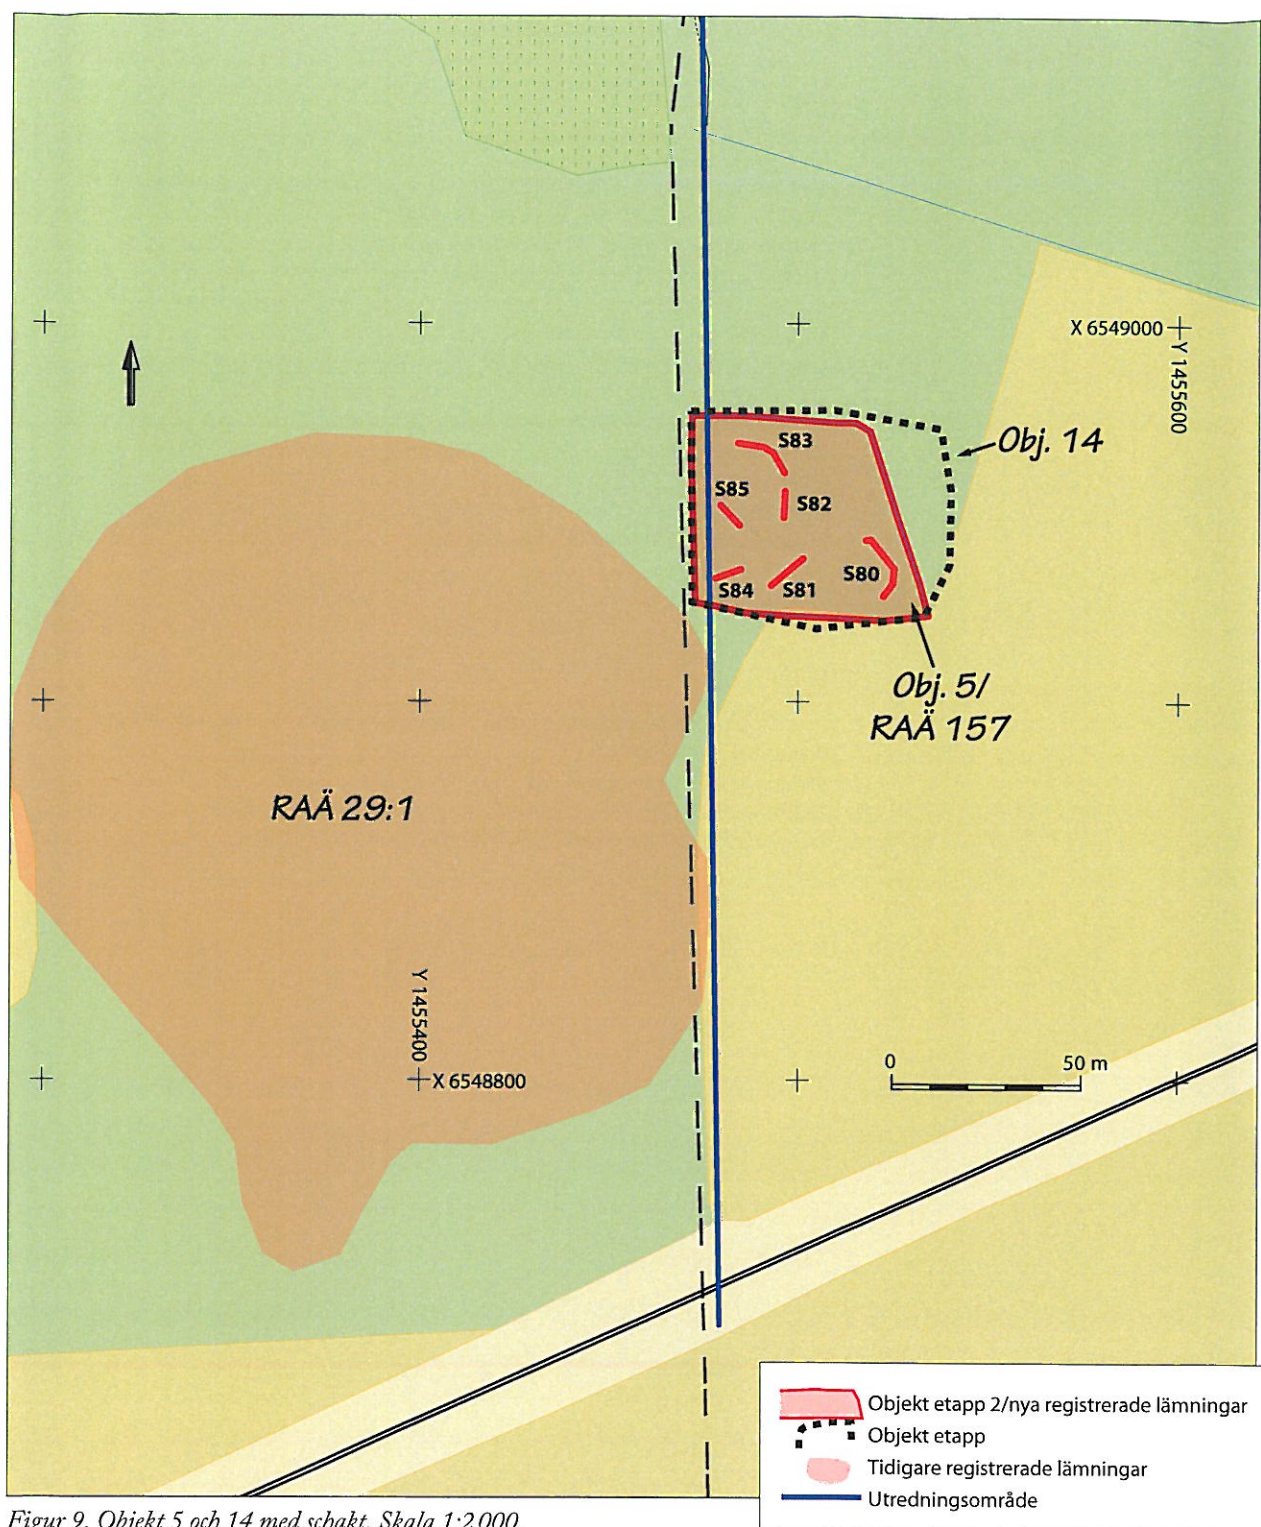 X 6549000
Y 1455600
Obj. 14
S83
S85
S82
S80
S84
S81
Obj. 5/
RAÄ 157
RAÄ 29:1
Y 1455400
X 6548800
0 50 m
Objekt etapp 2/nya registrerade lämningar
Objekt etapp
Tidigare registrerade lämningar
Utredningsområde
Figur 9. Objekt 5 och 14 med schakt. Skala 1:2 000